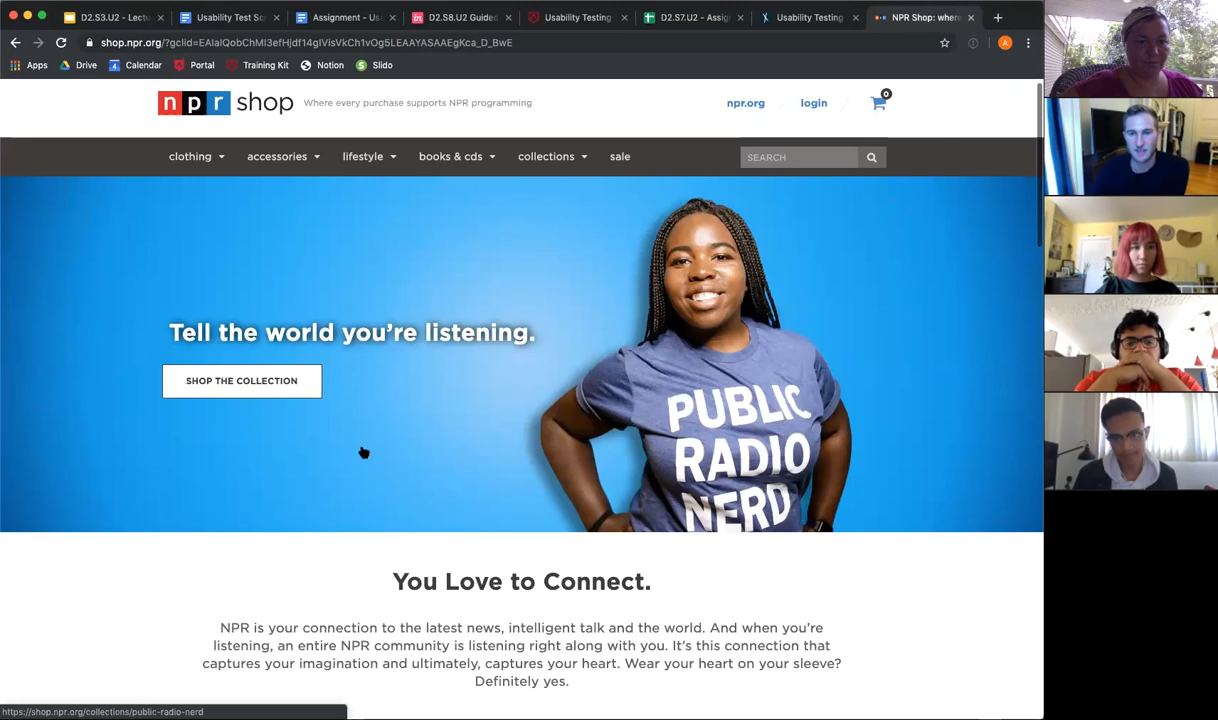 D2.S3.U2 - Lectu
Usability Test Scr
Assignment - Usa
D2.S8.U2 Guided
Usability Testing
D2.S7.U2 - Assig
Usability Testing
NPR Shop: where
shop.npr.org/?gclid=EAIaIQobChMI3efHjdf14gIVisVkCh1vOg5LEAAYASAAEgKca_D_BwE
A
Apps
Drive
Calendar
Portal
Training Kit
Notion
Slido
npr shop
Where every purchase supports NPR programming
npr.org
login
0
clothing
accessories
lifestyle
books & cds
collections
sale
SEARCH
Tell the world you're listening.
SHOP THE COLLECTION
PUBLIC
RADIO
NERD
You Love to Connect.
NPR is your connection to the latest news, intelligent talk and the world. And when you're
listening, an entire NPR community is listening right along with you. It's this connection that
captures your imagination and ultimately, captures your heart. Wear your heart on your sleeve?
Definitely yes.
https://shop.npr.org/collections/public-radio-nerd